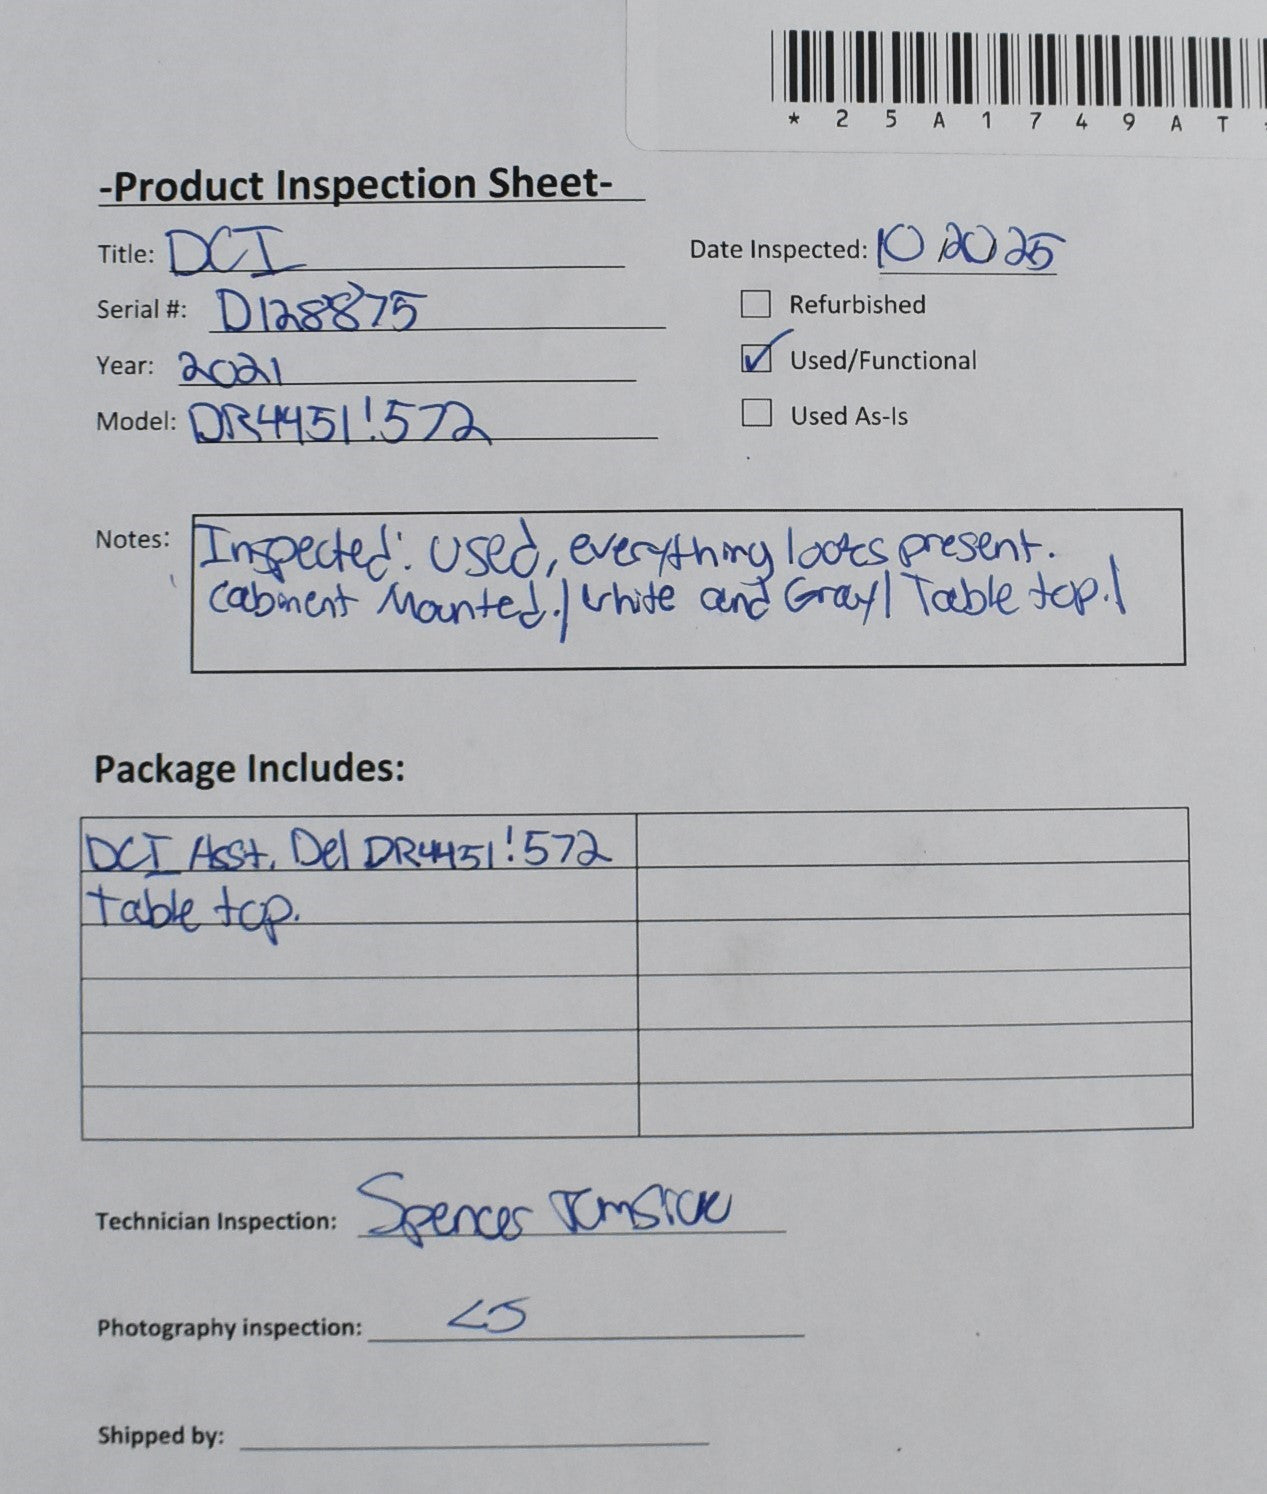 *25A1749AT
-Product Inspection Sheet-
Title: DCI
Date Inspected: 10 2025
Serial #: D128875
Refurbished
Year: 2021
Used/Functional
Model: DR4451!572
Used As-Is
Notes: Inspected: Used, everything looks present.
Cabinent Mounted./White and Gray/ Table top./
Package Includes:
DCI Asst. Del DR4451!572
Table top.
Technician Inspection: Spencer
Photography inspection:
Shipped by: